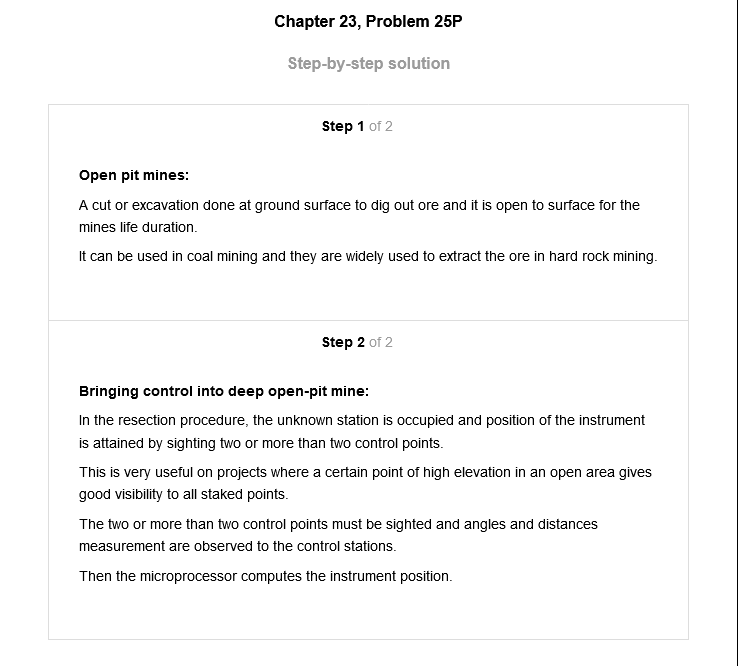 Chapter 23, Problem 25P
Step-by-step solution
Step 1 of 2
Open pit mines:
A cut or excavation done at ground surface to dig out ore and it is open to surface for the
mines life duration.
It can be used in coal mining and they are widely used to extract the ore in hard rock mining.
Step 2 of 2
Bringing control into deep open-pit mine:
In the resection procedure, the unknown station is occupied and position of the instrument
is attained by sighting two or more than two control points.
This is very useful on projects where a certain point of high elevation in an open area gives
good visibility to all staked points.
The two or more than two control points must be sighted and angles and distances
measurement are observed to the control stations.
Then the microprocessor computes the instrument position.